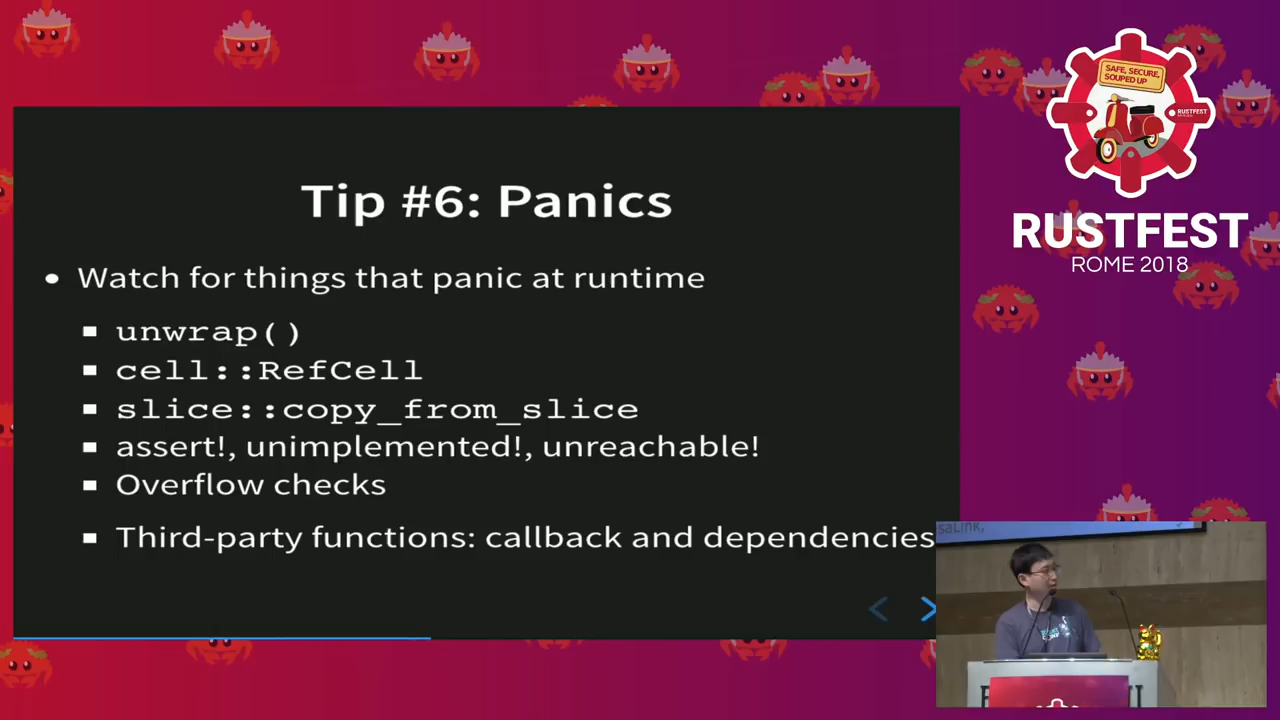 Tip #6: Panics
Watch for things that panic at runtime
unwrap()
cell::RefCell
slice::copy_from_slice
assert!, unimplemented!, unreachable!
Overflow checks
Third-party functions: callback and dependencies
SAFE, SECURE,
SOUPED UP
RUSTFEST
RUSTFEST
ROME 2018
saLink,